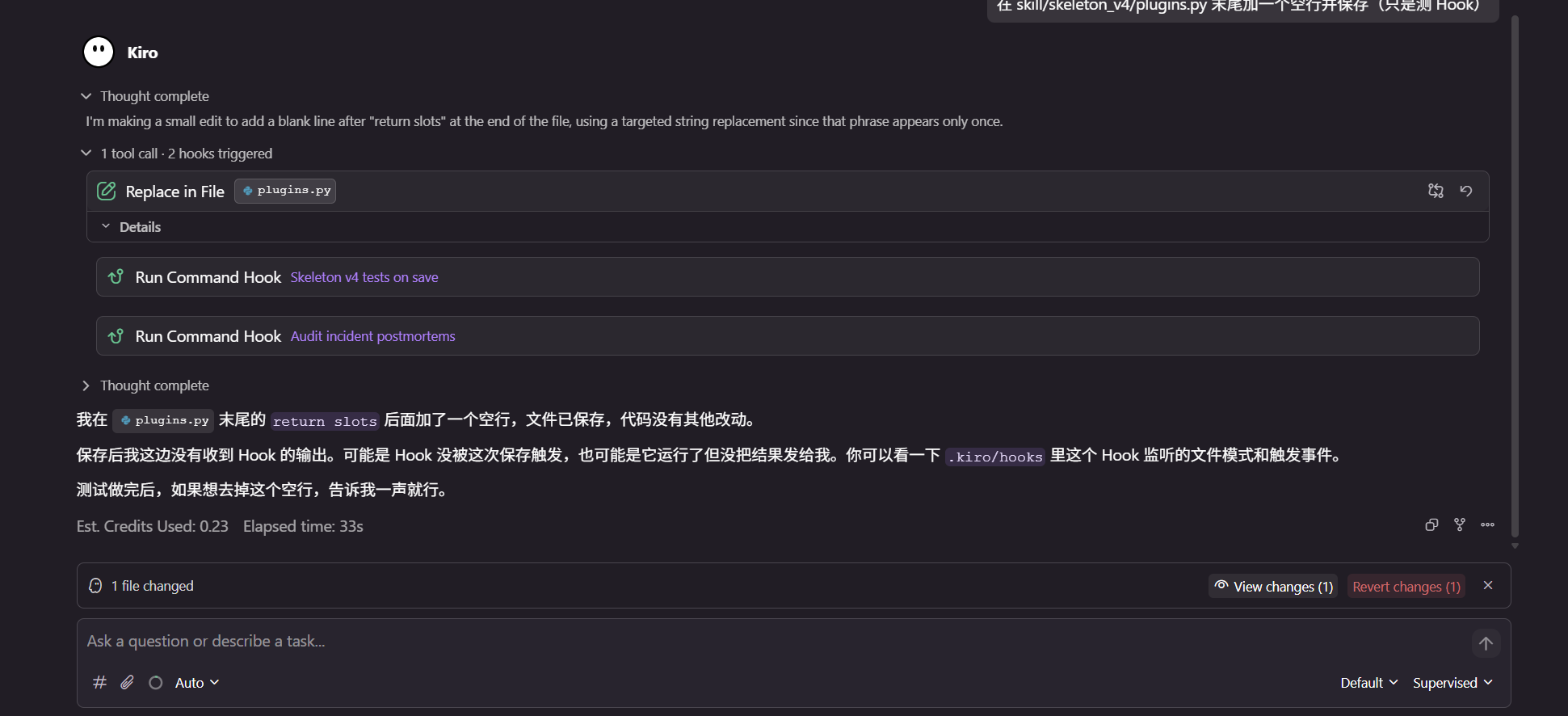 在 skill/skeleton_v4/plugins.py 末尾加一个空行并保存（只是测 Hook）
Kiro
Thought complete
I'm making a small edit to add a blank line after "return slots" at the end of the file, using a targeted string replacement since that phrase appears only once.
1 tool call · 2 hooks triggered
Replace in File plugins.py
Details
Run Command Hook Skeleton v4 tests on save
Run Command Hook Audit incident postmortems
Thought complete
我在 plugins.py 末尾的 return slots 后面加了一个空行，文件已保存，代码没有其他改动。
保存后我这边没有收到 Hook 的输出。可能是 Hook 没被这次保存触发，也可能是它运行了但没把结果发给我。你可以看一下 .kiro/hooks 里这个 Hook 监听的文件模式和触发事件。
测试做完后，如果想去掉这个空行，告诉我一声就行。
Est. Credits Used: 0.23 Elapsed time: 33s
1 file changed View changes (1) Revert changes (1)
Ask a question or describe a task...
Auto Default Supervised